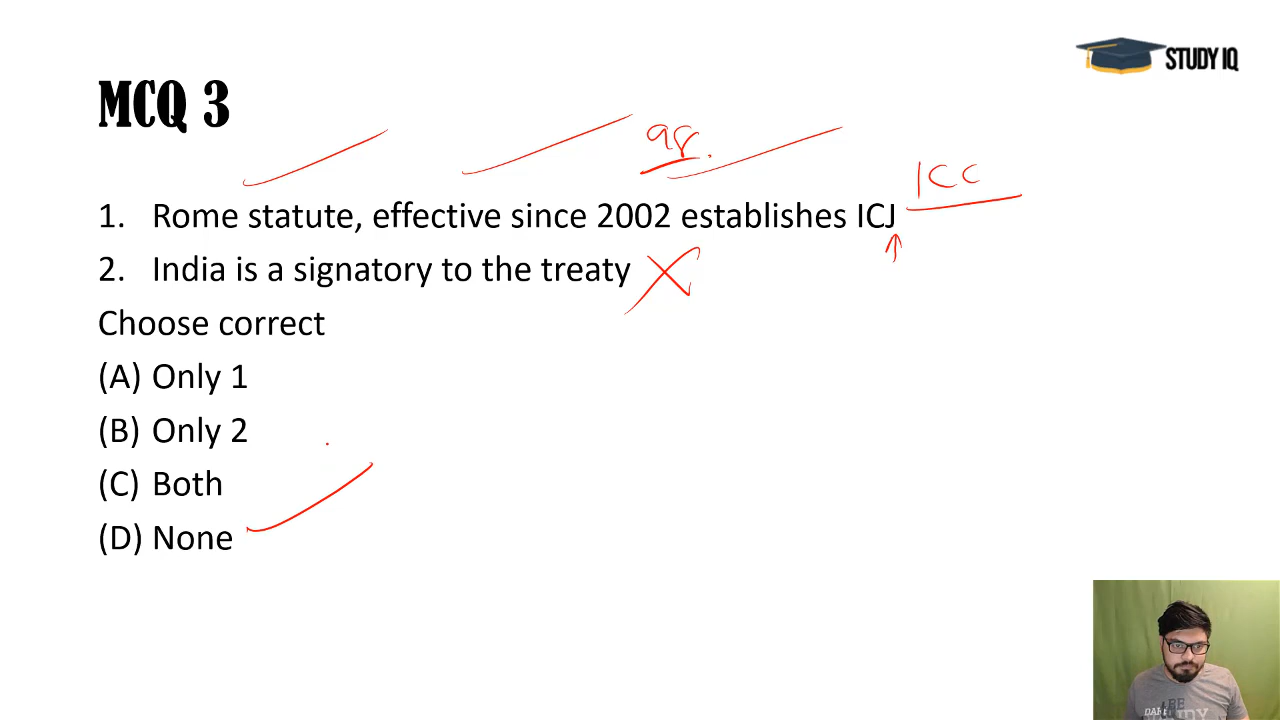 STUDY IQ
MCQ 3
98
ICC
1. Rome statute, effective since 2002 establishes ICJ
2. India is a signatory to the treaty
Choose correct
(A) Only 1
(B) Only 2
(C) Both
(D) None